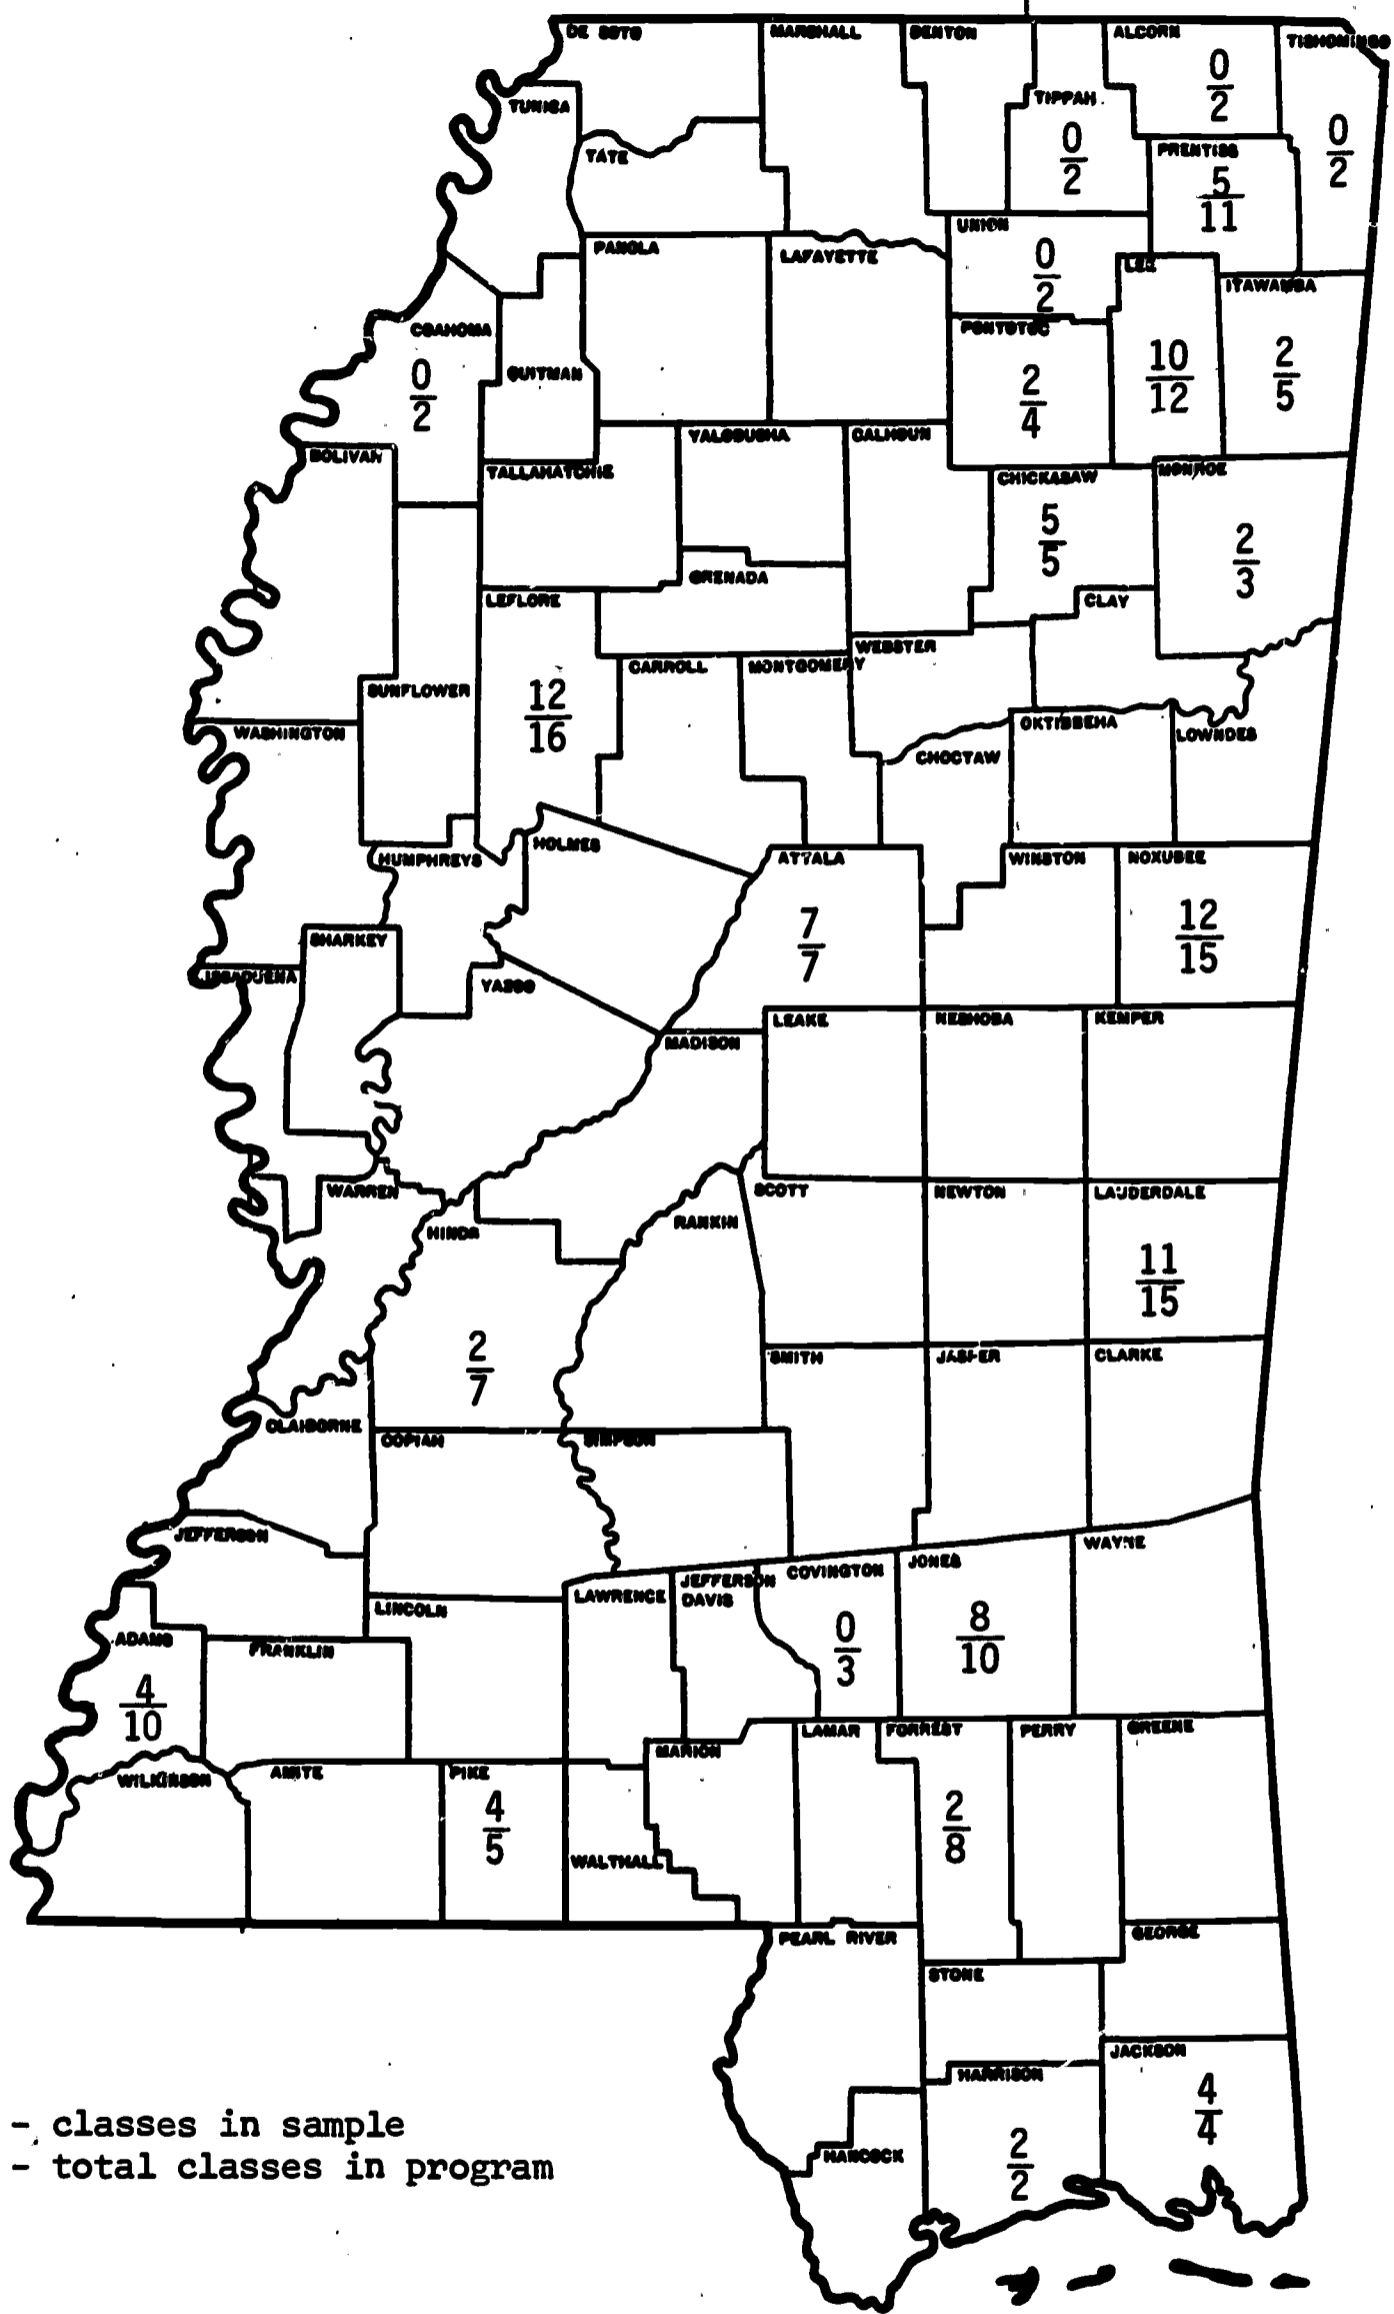 DE SOTO
MARSHALL
BENTON
ALCORN
TISHOMINGO
0
2
TUNICA
TIPPAH
0
2
0
2
TATE
PRENTISS
5
11
UNION
PANOLA
LAFAYETTE
0
2
LEE
ITAWAMBA
COAHOMA
PONTOTOC
0
2
QUITMAN
2
4
10
12
2
5
YALOBUSHA
CALHOUN
BOLIVAR
TALLAHATCHIE
CHICKASAW
MONROE
5
5
2
3
GRENADA
LEFLORE
CLAY
WEBSTER
CARROLL
MONTGOMERY
SUNFLOWER
12
16
WASHINGTON
OKTIBBEHA
LOWNDES
CHOCTAW
HOLMES
HUMPHREYS
ATTALA
WINSTON
NOXUBEE
7
7
12
15
SHARKEY
ISSAQUENA
YAZOO
LEAKE
NESHOBA
KEMPER
MADISON
WARREN
SCOTT
NEWTON
LAUDERDALE
HINDS
RANKIN
11
15
2
7
SMITH
JASPER
CLARKE
CLAIBORNE
COPIAH
SIMPSON
JEFFERSON
WAYNE
COVINGTON
JONES
LAWRENCE
JEFFERSON
DAVIS
LINCOLN
0
3
8
10
ADAMS
FRANKLIN
4
10
LAMAR
FORREST
PERRY
GREENE
MARION
WILKINSON
AMITE
PIKE
4
5
2
8
WALTHALL
PEARL RIVER
GEORGE
STONE
JACKSON
HARRISON
4
4
HANCOCK
2
2
- classes in sample
- total classes in program